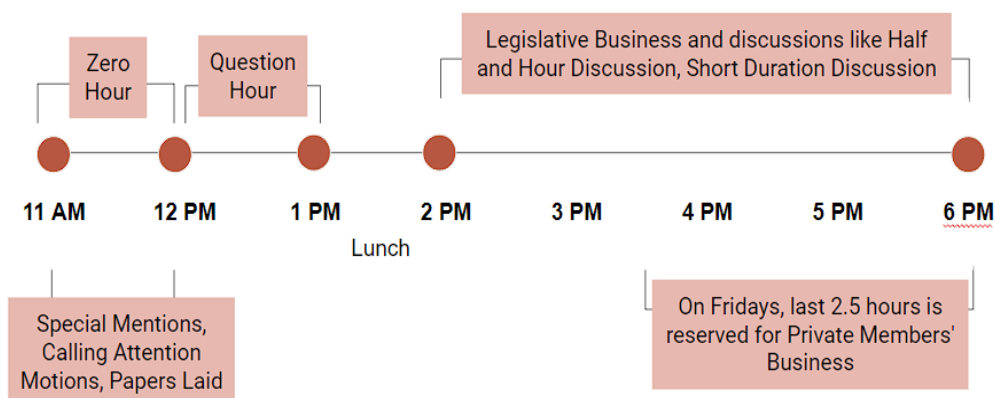 Zero
Hour
Question
Hour
Legislative Business and discussions like Half
and Hour Discussion, Short Duration Discussion
11 AM
12 PM
1 PM
2 PM
3 PM
4 PM
5 PM
6 PM
Lunch
Special Mentions,
Calling Attention
Motions, Papers Laid
On Fridays, last 2.5 hours is
reserved for Private Members'
Business